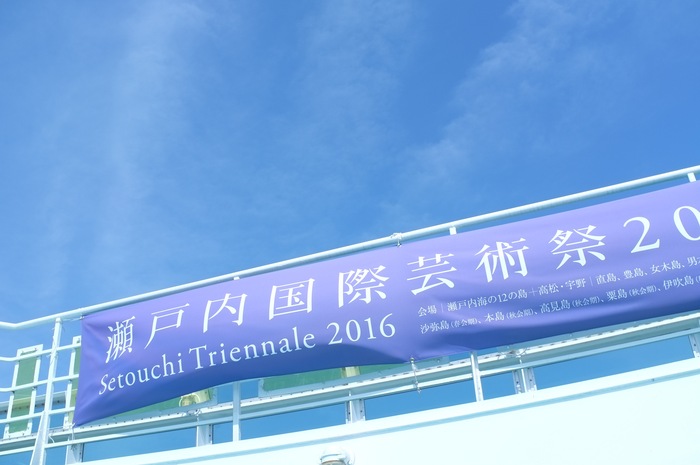 瀬戸内国際芸術祭20
Setouchi Triennale 2016
会場｜瀬戸内海の12の島＋高松・宇野｜直島、豊島、女木島、男
沙弥島(春会期)、本島(秋会期)、高見島(秋会期)、粟島(秋会期)、伊吹島